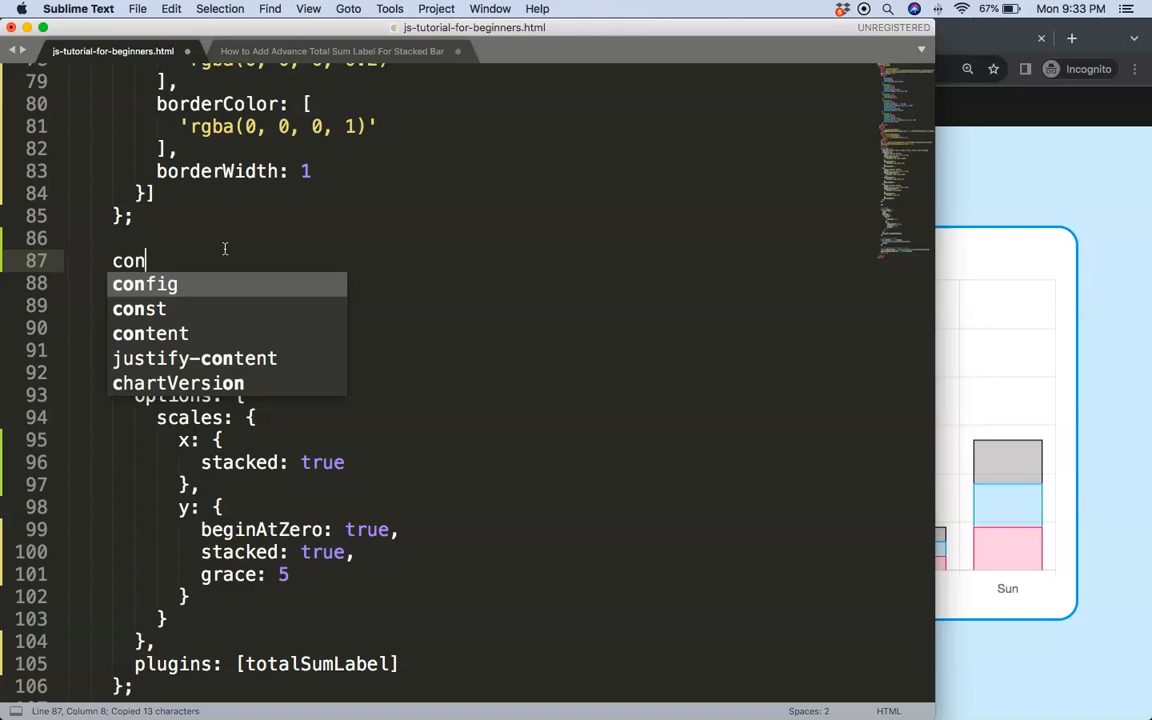 Sublime Text File Edit Selection Find View Goto Tools Project Window Help 67% Mon 9:33 PM
js-tutorial-for-beginners.html UNREGISTERED
js-tutorial-for-beginners.html How to Add Advance Total Sum Label For Stacked Bar
Incognito
79 ],
80 borderColor: [
81 'rgba(0, 0, 0, 1)'
82 ],
83 borderWidth: 1
84 }]
85 };
86
87 con
88 config
89 const
90 content
91 justify-content
92 chartVersion
93 options: {
94 scales: {
95 x: {
96 stacked: true
97 },
98 y: {
99 beginAtZero: true,
100 stacked: true,
101 grace: 5
102 }
103 }
104 },
105 plugins: [totalSumLabel]
106 };
Sun
Line 87, Column 8; Copied 13 characters Spaces: 2 HTML